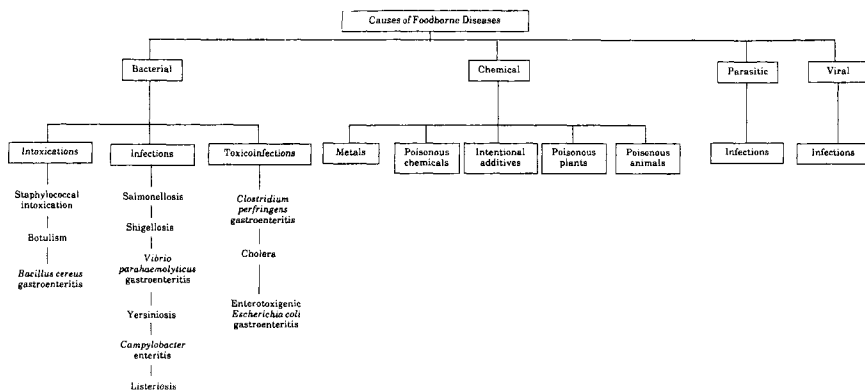 Causes of Foodborne Diseases
Bacterial
Chemical
Parasitic
Viral
Intoxications
Infections
Toxicoinfections
Metals
Poisonous
chemicals
Intentional
additives
Poisonous
plants
Poisonous
animals
Infections
Infections
Staphylococcal
intoxication
Botulism
Bacillus cereus
gastroenteritis
Salmonellosis
Shigellosis
Vibrio
parahaemolyticus
gastroenteritis
Yersiniosis
Campylobacter
enteritis
Listeriosis
Clostridium
perfringens
gastroenteritis
Cholera
Enterotoxigenic
Escherichia coli
gastroenteritis